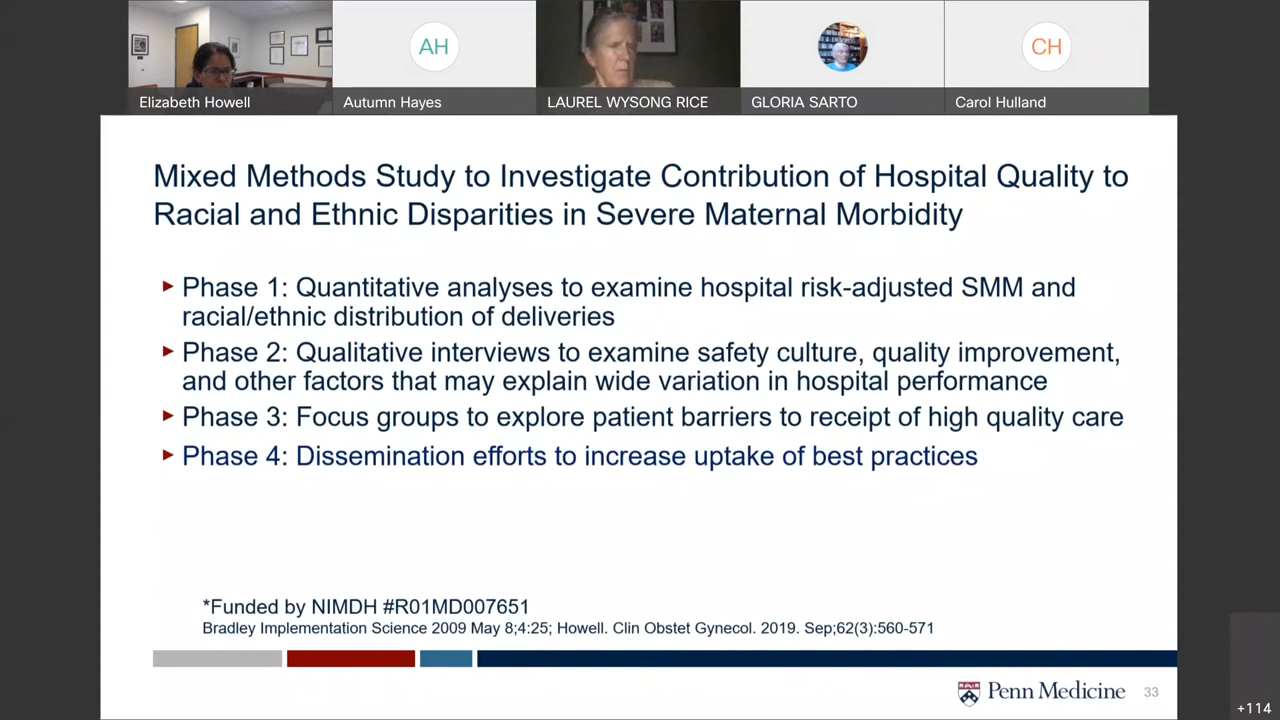 AH
CH
Elizabeth Howell
Autumn Hayes
LAUREL WYSONG RICE
GLORIA SARTO
Carol Hulland
Mixed Methods Study to Investigate Contribution of Hospital Quality to
Racial and Ethnic Disparities in Severe Maternal Morbidity
Phase 1: Quantitative analyses to examine hospital risk-adjusted SMM and
racial/ethnic distribution of deliveries
Phase 2: Qualitative interviews to examine safety culture, quality improvement,
and other factors that may explain wide variation in hospital performance
Phase 3: Focus groups to explore patient barriers to receipt of high quality care
Phase 4: Dissemination efforts to increase uptake of best practices
*Funded by NIMDH #R01MD007651
Bradley Implementation Science 2009 May 8;4:25; Howell. Clin Obstet Gynecol. 2019. Sep;62(3):560-571
Penn Medicine
33
+114